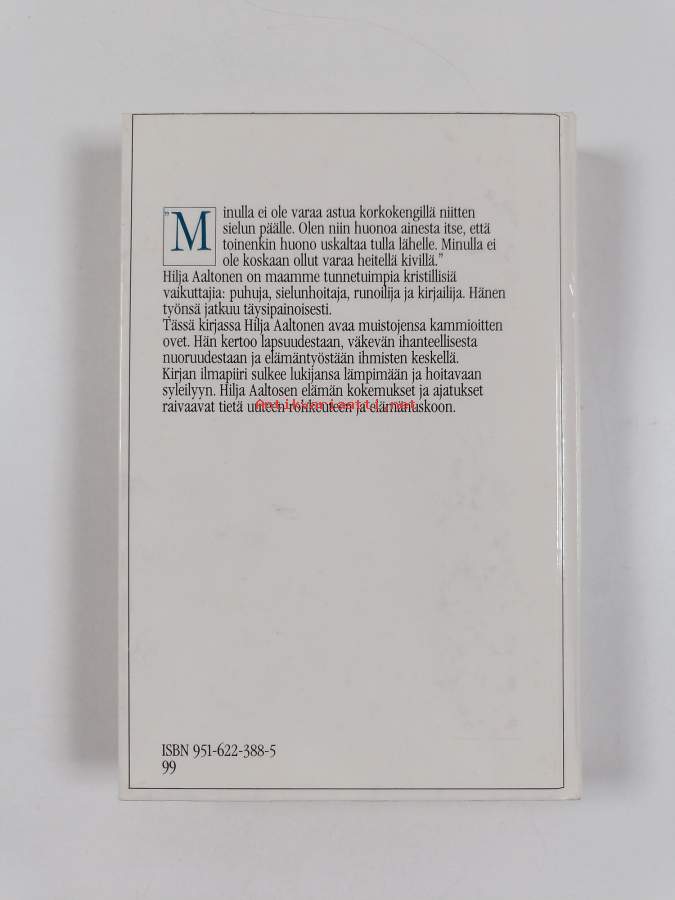 "Minulla ei ole varaa astua korkokengillä niitten
sielun päälle. Olen niin huonoa ainesta itse, että
toinenkin huono uskaltaa tulla lähelle. Minulla ei
ole koskaan ollut varaa heitellä kivillä."
Hilja Aaltonen on maamme tunnetuimpia kristillisiä
vaikuttajia: puhuja, sielunhoitaja, runoilija ja kirjailija. Hänen
työnsä jatkuu täysipainoisesti.
Tässä kirjassa Hilja Aaltonen avaa muistojensa kammioitten
ovet. Hän kertoo lapsuudestaan, väkevän ihanteellisesta
nuoruudestaan ja elämäntyöstään ihmisten keskellä.
Kirjan ilmapiiri sulkee lukijansa lämpimään ja hoitavaan
syleilyyn. Hilja Aaltosen elämän kokemukset ja ajatukset
raivaavat tietä uuteen rohkeuteen ja elämänuskoon.
Antikvariaatti.net
ISBN 951-622-388-5
99